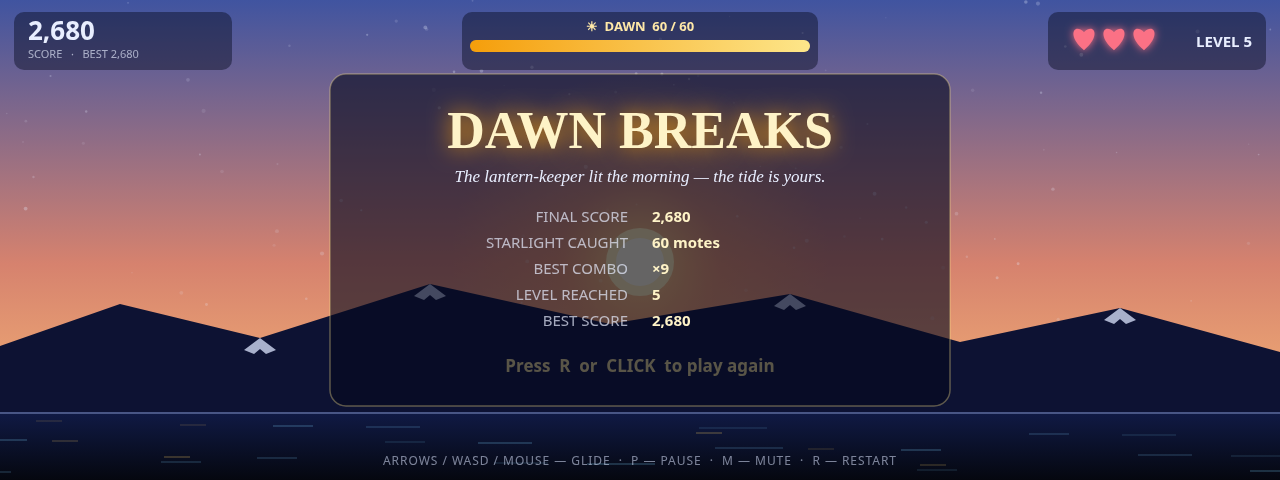 2,680
SCORE · BEST 2,680
☀ DAWN 60 / 60
LEVEL 5
DAWN BREAKS
The lantern-keeper lit the morning — the tide is yours.
FINAL SCORE 2,680
STARLIGHT CAUGHT 60 motes
BEST COMBO ×9
LEVEL REACHED 5
BEST SCORE 2,680
Press R or CLICK to play again
ARROWS / WASD / MOUSE — GLIDE · P — PAUSE · M — MUTE · R — RESTART